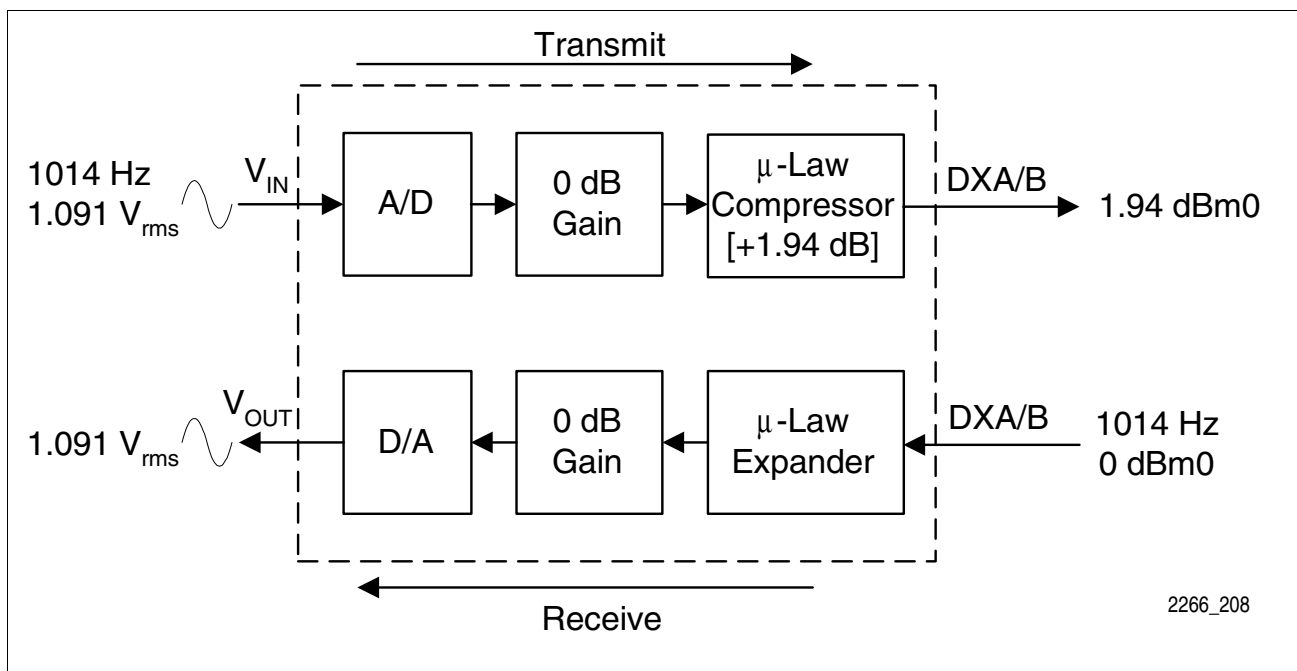 Transmit
1014 Hz
1.091 Vrms
VIN
A/D
0 dB
Gain
μ-Law
Compressor
[+1.94 dB]
DXA/B
1.94 dBm0
1.091 Vrms
VOUT
D/A
0 dB
Gain
μ-Law
Expander
DXA/B
1014 Hz
0 dBm0
Receive
2266_208